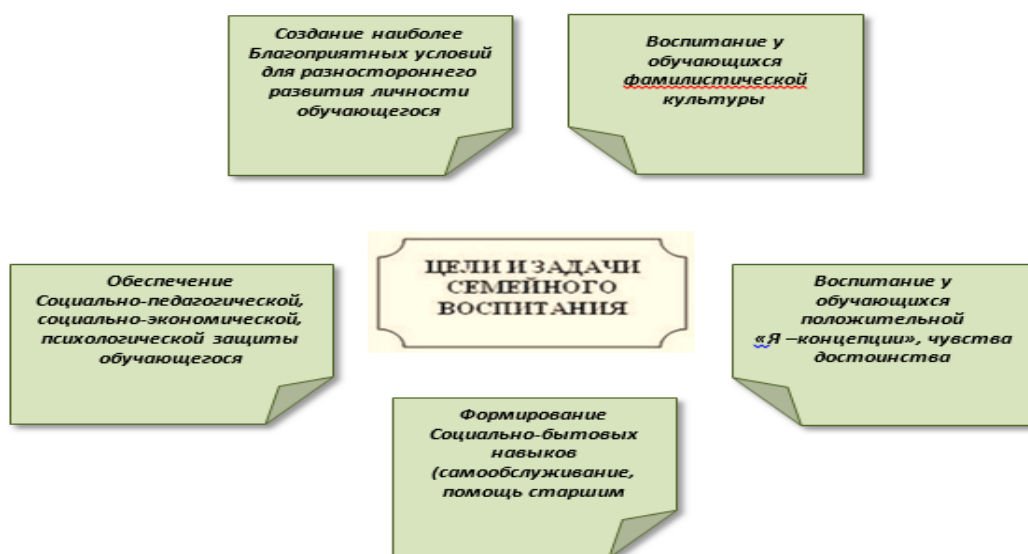 Создание наиболее
Благоприятных условий
для разностороннего
развития личности
обучающегося
Воспитание у
обучающихся
фамилистической
культуры
Обеспечение
Социально-педагогической,
социально-экономической,
психологической защиты
обучающегося
ЦЕЛИ И ЗАДАЧИ
СЕМЕЙНОГО
ВОСПИТАНИЯ
Воспитание у
обучающихся
положительной
«Я –концепции», чувства
достоинства
Формирование
Социально-бытовых
навыков
(самообслуживание,
помощь старшим